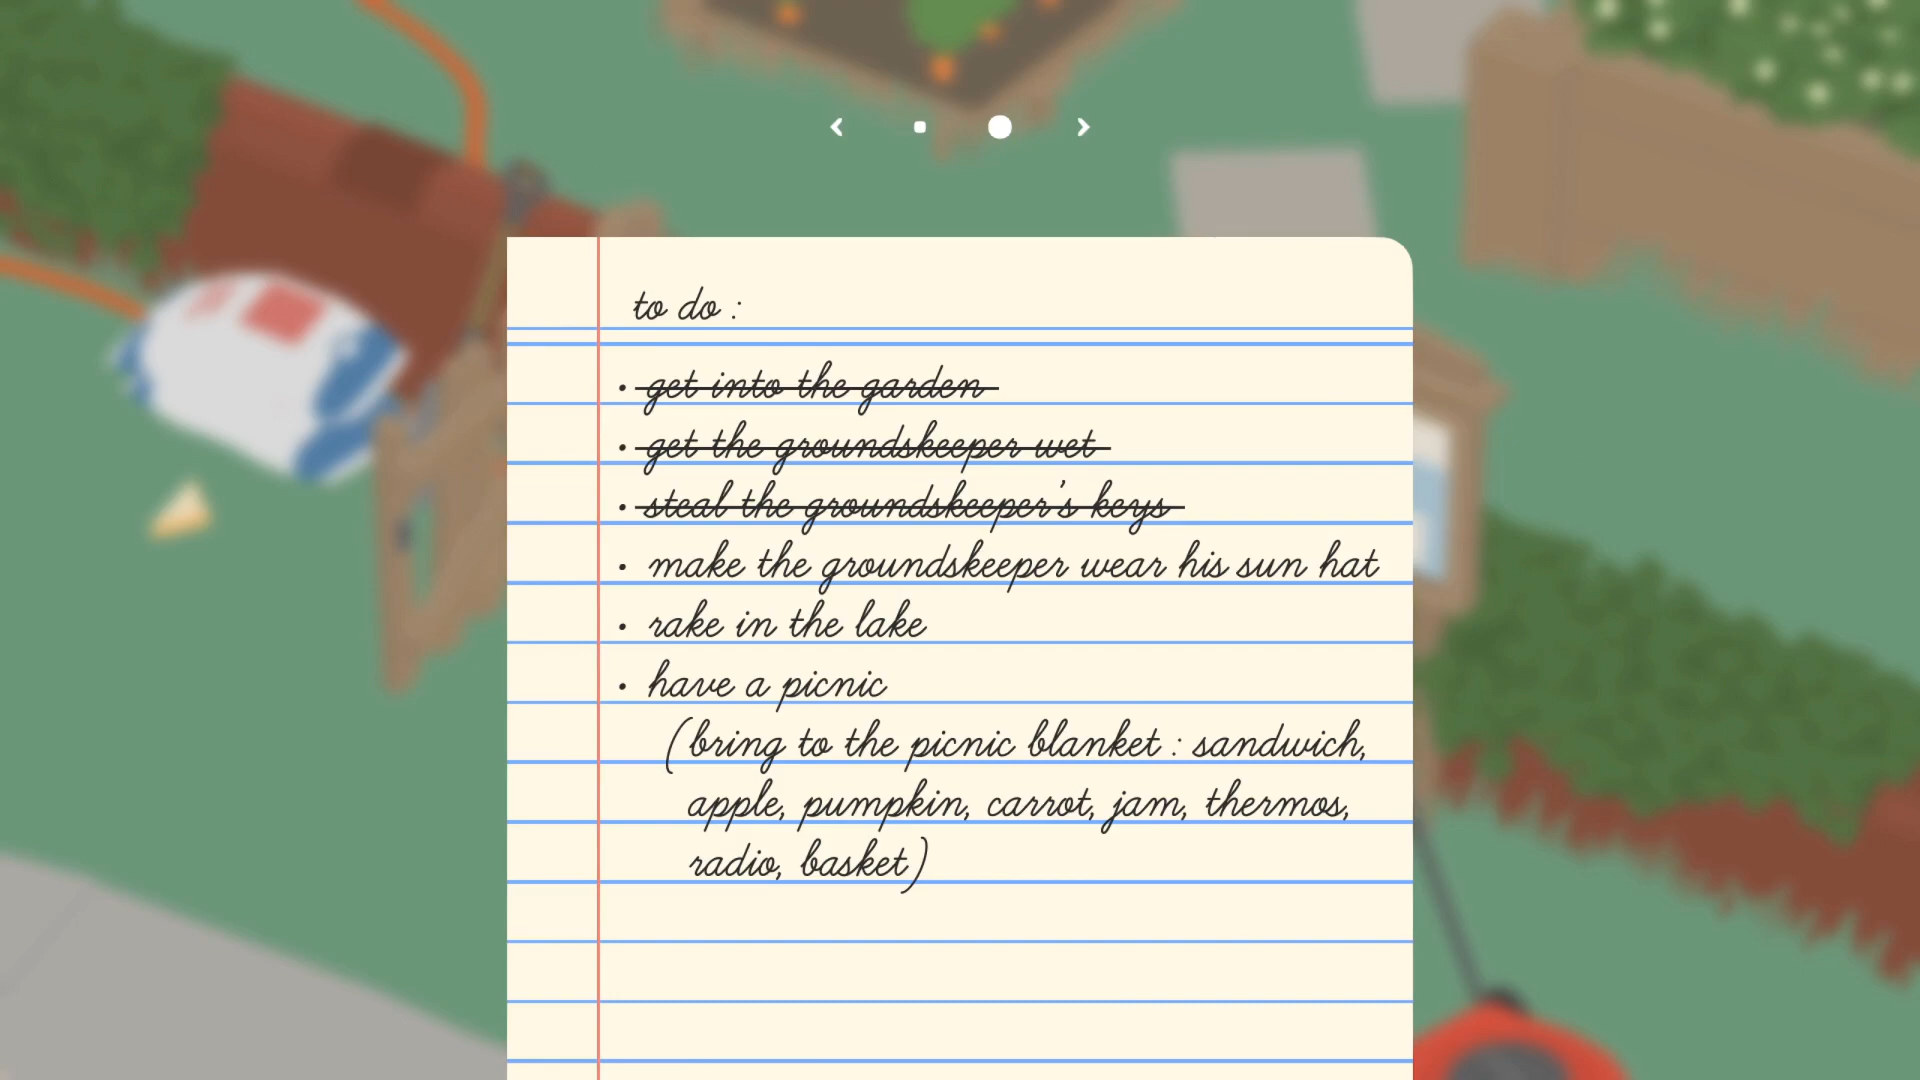 to do :
• get into the garden
• get the groundskeeper wet
• steal the groundskeeper's keys
• make the groundskeeper wear his sun hat
• rake in the lake
• have a picnic
(bring to the picnic blanket : sandwich,
apple, pumpkin, carrot, jam, thermos,
radio, basket)